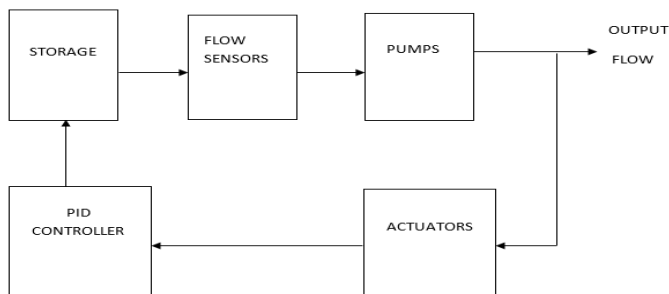 STORAGE
FLOW
SENSORS
PUMPS
OUTPUT
FLOW
PID
CONTROLLER
ACTUATORS